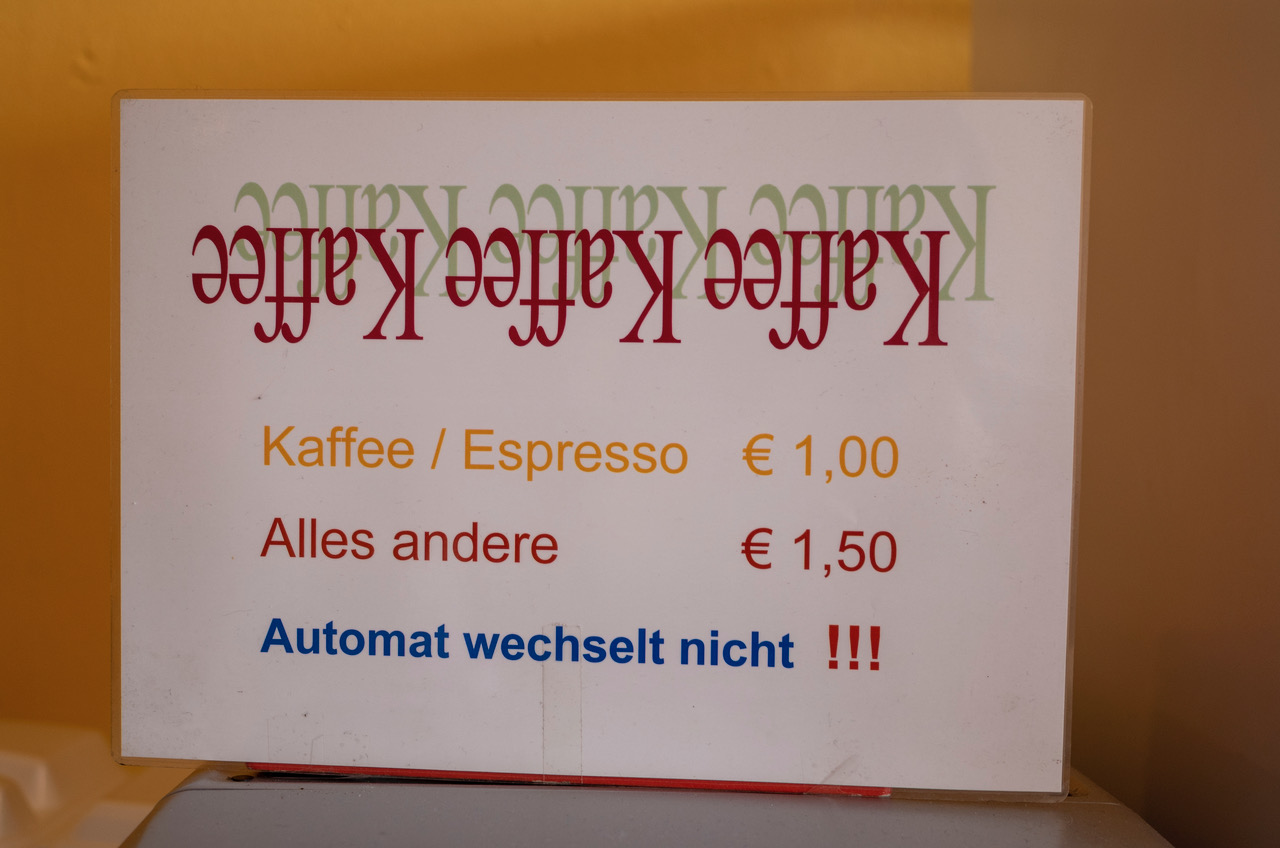 Kaffee Kaffee Kaffee
Kaffee / Espresso € 1,00
Alles andere € 1,50
Automat wechselt nicht !!!